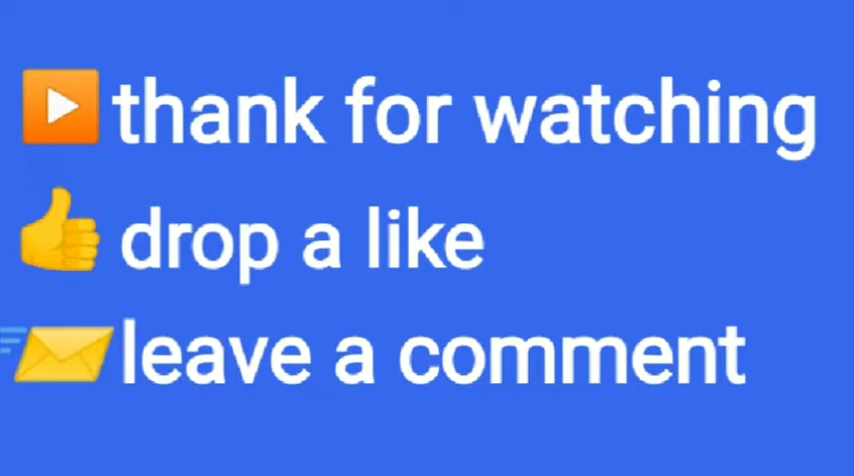 thank for watching
drop a like
leave a comment